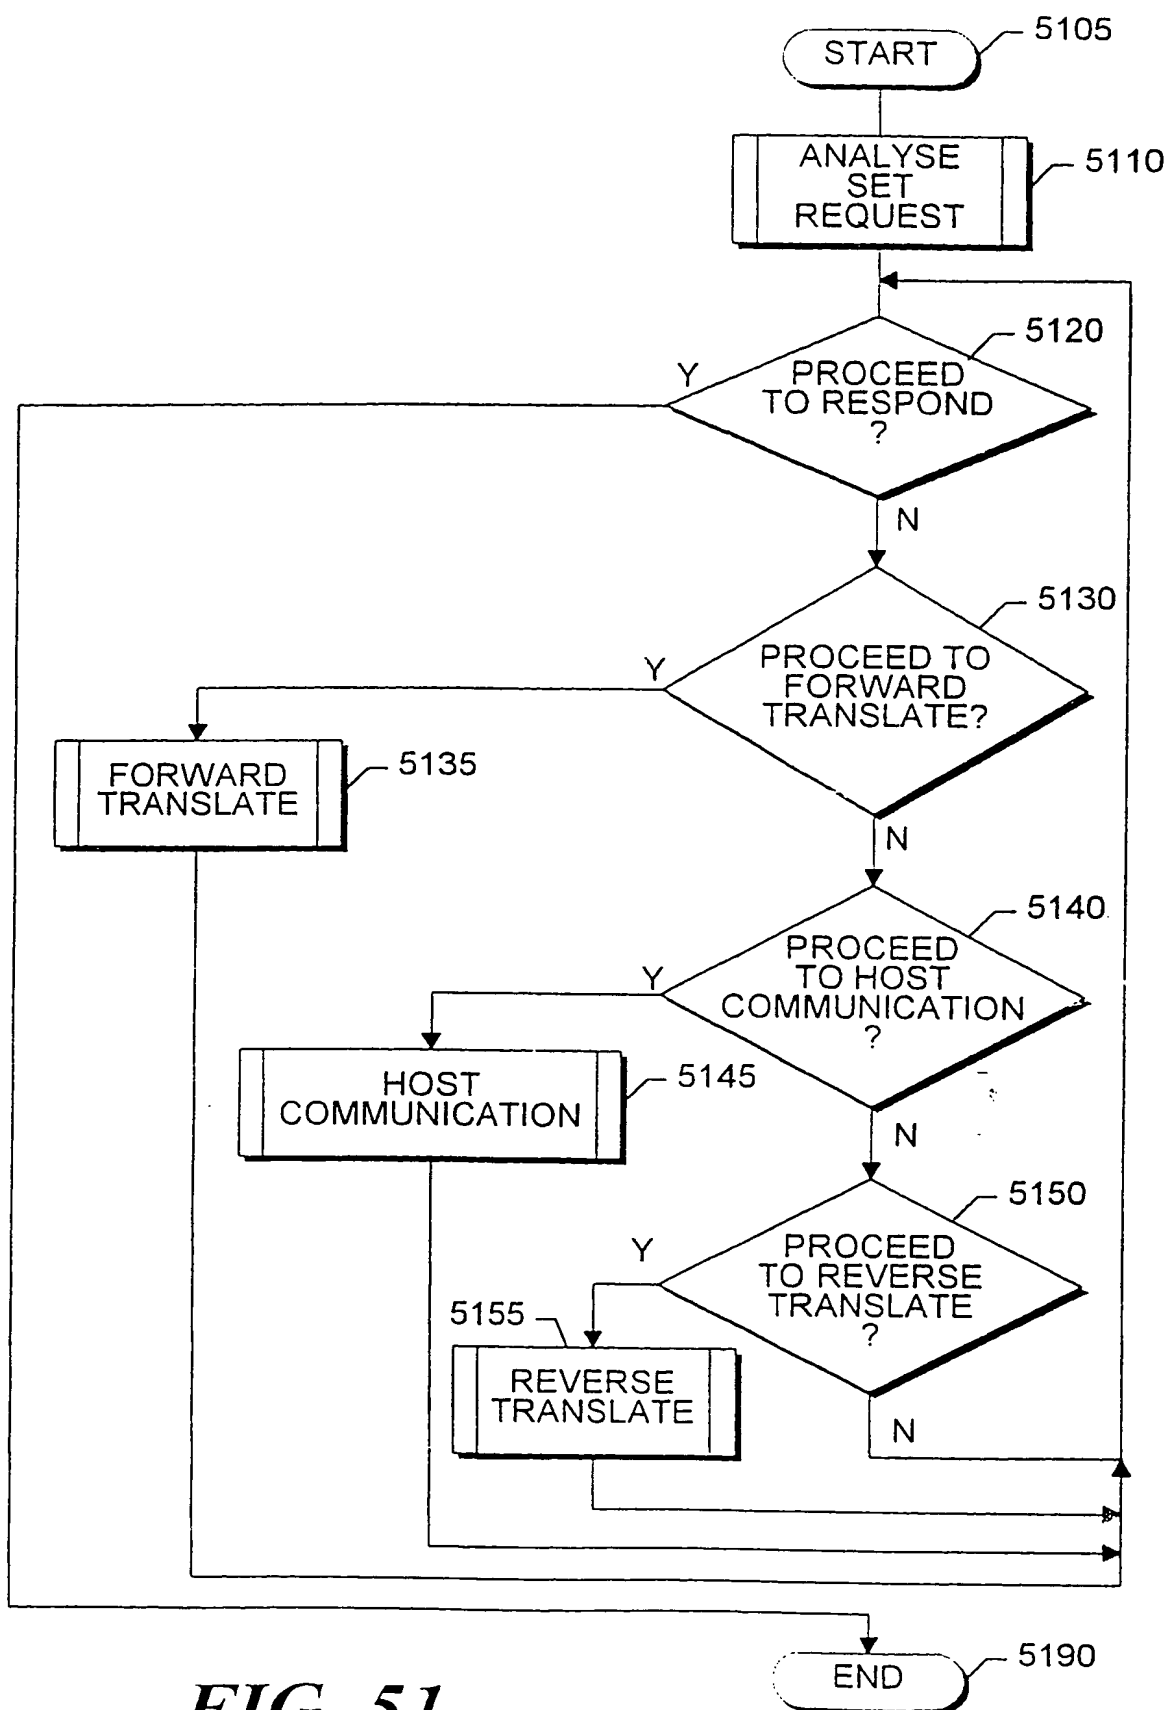 START
5105
ANALYSE
SET
REQUEST
5110
5120
Y
PROCEED
TO RESPOND
?
N
5130
Y
PROCEED TO
FORWARD
TRANSLATE?
5135
FORWARD
TRANSLATE
N
5140
Y
PROCEED
TO HOST
COMMUNICATION
?
5145
HOST
COMMUNICATION
N
5150
Y
PROCEED
TO REVERSE
TRANSLATE
?
5155
REVERSE
TRANSLATE
N
5190
END
FIG. 51